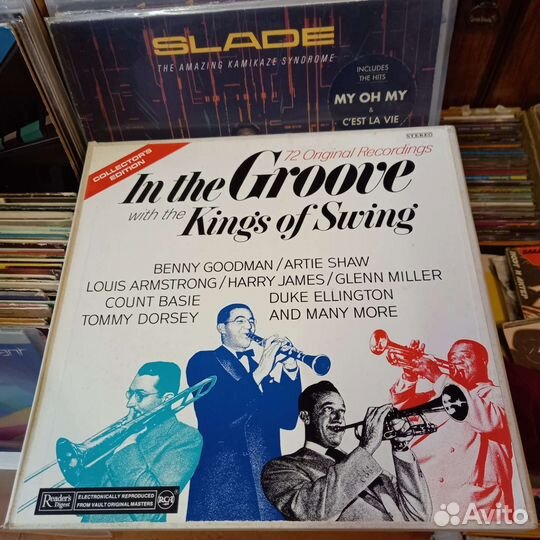 SLADE
THE AMAZING KAMIKAZE SYNDROME
INCLUDES
THE HITS
MY OH MY
&
C'EST LA VIE
STEREO
COLLECTOR'S
EDITION
72 Original Recordings
In the Groove
with the Kings of Swing
BENNY GOODMAN/ARTIE SHAW
LOUIS ARMSTRONG/HARRY JAMES/GLENN MILLER
COUNT BASIE DUKE ELLINGTON
TOMMY DORSEY AND MANY MORE
Reader's
Digest
ELECTRONICALLY REPRODUCED
FROM VAULT ORIGINAL MASTERS
RCA
Avito